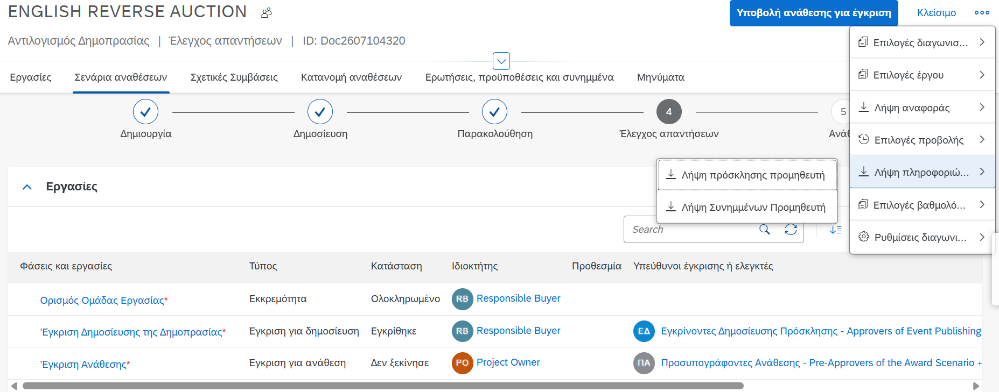 ENGLISH REVERSE AUCTION
Υποβολή ανάθεσης για έγκριση
Κλείσιμο
Αντιλογισμός Δημοπρασίας | Έλεγχος απαντήσεων | ID: Doc2607104320
Εργασίες
Σενάρια αναθέσεων
Σχετικές Συμβάσεις
Κατανομή αναθέσεων
Ερωτήσεις, προϋποθέσεις και συνημμένα
Μηνύματα
Επιλογές διαγωνισ...
Επιλογές έργου
Λήψη αναφοράς
Επιλογές προβολής
Λήψη πληροφοριώ...
Επιλογές βαθμολό...
Ρυθμίσεις διαγωνι...
Λήψη πρόσκλησης προμηθευτή
Λήψη Συνημμένων Προμηθευτή
4
5
Δημιουργία
Δημοσίευση
Παρακολούθηση
Έλεγχος απαντήσεων
Ανάθ
Εργασίες
Search
Φάσεις και εργασίες Τύπος Κατάσταση Ιδιοκτήτης Προθεσμία Υπεύθυνοι έγκρισης ή ελεγκτές
Ορισμός Ομάδας Εργασίας* Εκκρεμότητα Ολοκληρωμένο RB Responsible Buyer
'Εγκριση Δημοσίευσης της Δημοπρασίας* Εγκριση για δημοσίευση Εγκρίθηκε RB Responsible Buyer ΕΔ Εγκρίνοντες Δημοσίευσης Πρόσκλησης - Approvers of Event Publishing
'Εγκριση Ανάθεσης* Εγκριση για ανάθεση Δεν ξεκίνησε PO Project Owner ΠΑ Προσυπογράφοντες Ανάθεσης - Pre-Approvers of the Award Scenario +